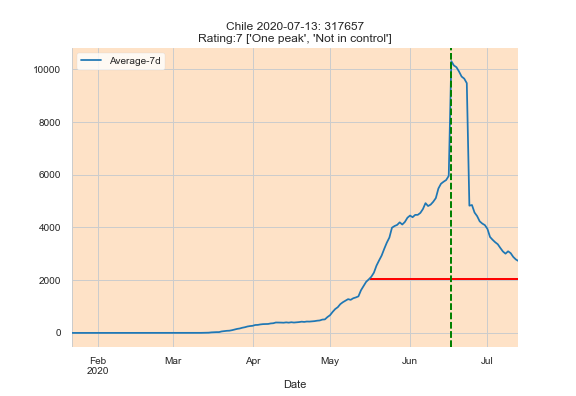 Chile 2020-07-13: 317657
Rating:7 ['One peak', 'Not in control']
Average-7d
10000
8000
6000
4000
2000
0
Feb Mar Apr May Jun Jul
2020
Date